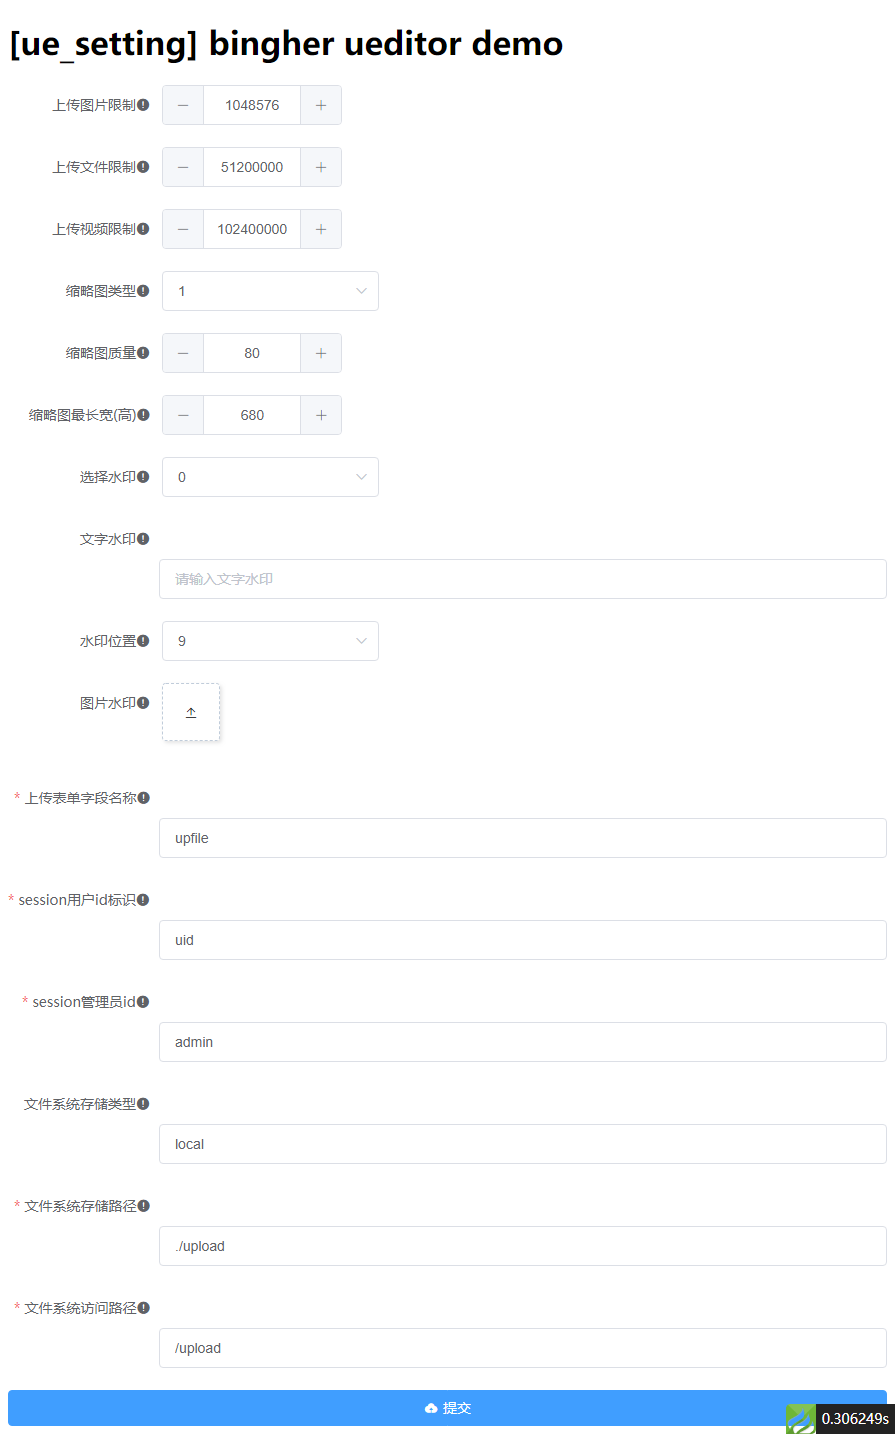 [ue_setting] bingher ueditor demo
上传图片限制 1048576
上传文件限制 51200000
上传视频限制 102400000
缩略图类型 1
缩略图质量 80
缩略图最长宽(高) 680
选择水印 0
文字水印
请输入文字水印
水印位置 9
图片水印
* 上传表单字段名称
upfile
* session用户id标识
uid
* session管理员id
admin
文件系统存储类型
local
* 文件系统存储路径
./upload
* 文件系统访问路径
/upload
提交
0.306249s